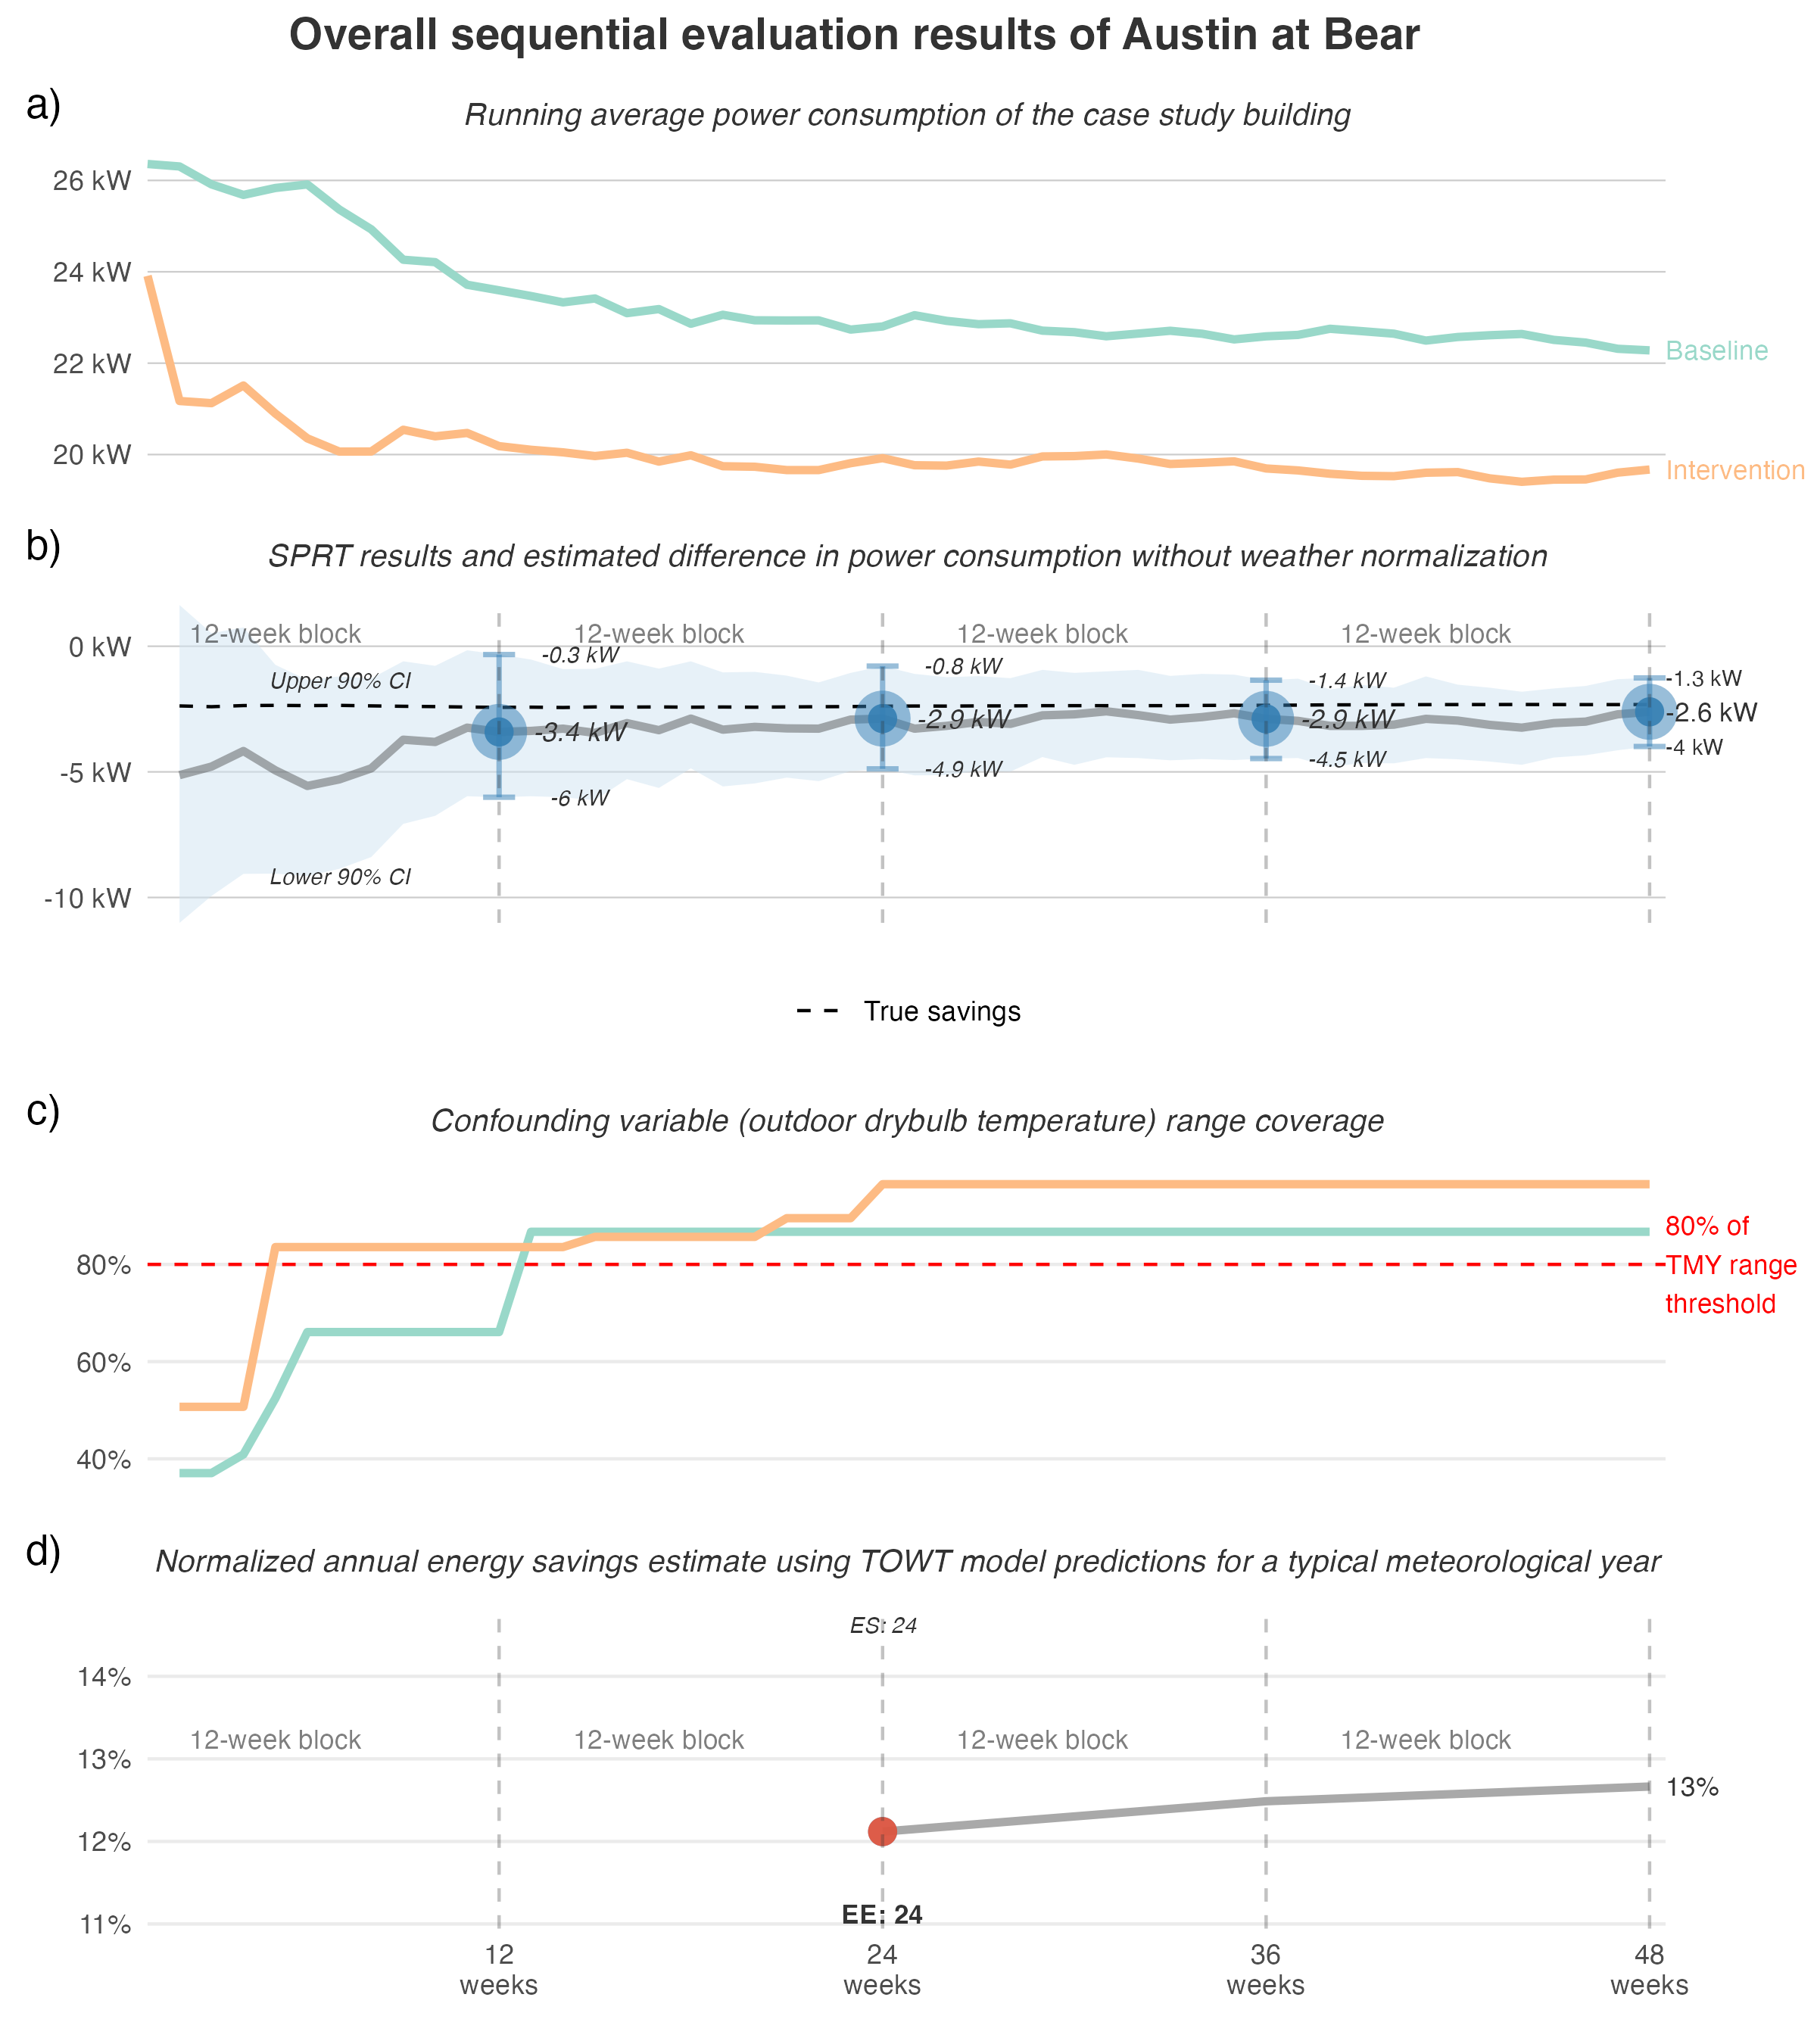 Overall sequential evaluation results of Austin at Bear
a)
Running average power consumption of the case study building
26 kW
24 kW
22 kW
20 kW
Baseline
Intervention
b)
SPRT results and estimated difference in power consumption without weather normalization
12-week block 12-week block 12-week block 12-week block
0 kW
-5 kW
-10 kW
Upper 90% CI
Lower 90% CI
-0.3 kW
-3.4 kW
-6 kW
-0.8 kW
-2.9 kW
-4.9 kW
-1.4 kW
-2.9 kW
-4.5 kW
-1.3 kW
-2.6 kW
-4 kW
True savings
c)
Confounding variable (outdoor drybulb temperature) range coverage
80%
60%
40%
80% of
TMY range
threshold
d)
Normalized annual energy savings estimate using TOWT model predictions for a typical meteorological year
ES: 24
14%
12-week block 12-week block 12-week block 12-week block
13%
13%
12%
EE: 24
11%
12 24 36 48
weeks weeks weeks weeks